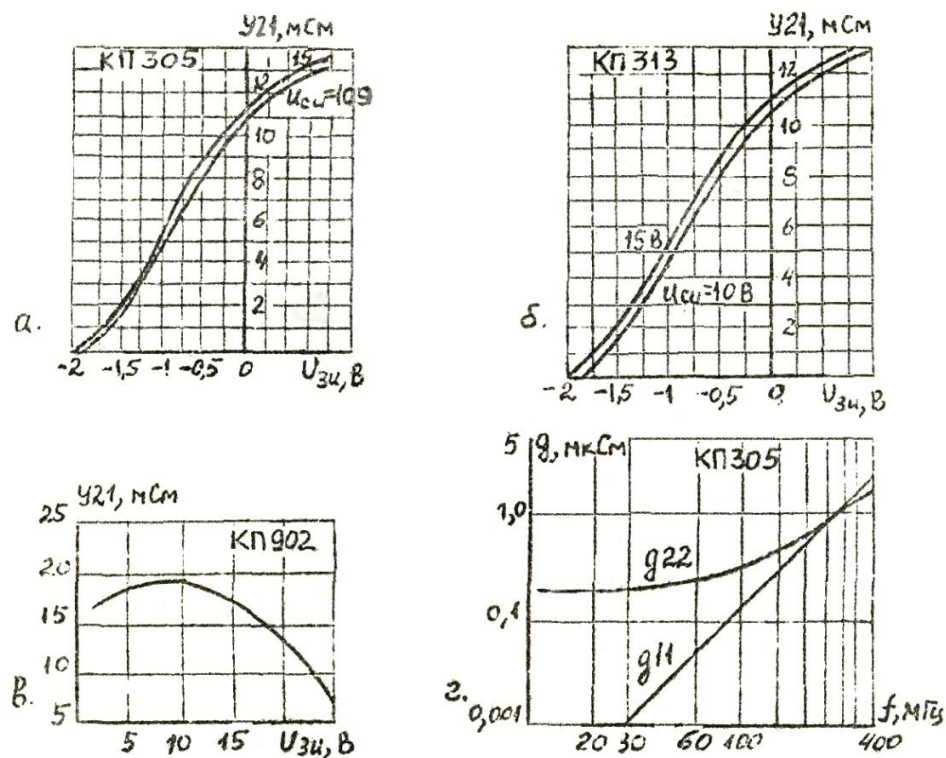 У21, мСм
КП305
15
12
Uси=10В
10
8
6
4
2
а.
-2 -1,5 -1 -0,5 0 Uзи, В
У21, мСм
КП313
12
10
8
6
15В
4
Uси=10В
2
б.
-2 -1,5 -1 -0,5 0 Uзи, В
У21, мСм
25
КП902
20
15
10
В.
5
5 10 15 Uзи, В
5 g, мкСм
КП305
1,0
g22
0,1
g11
г.
0,001
f, МГц
20 30 60 100 400